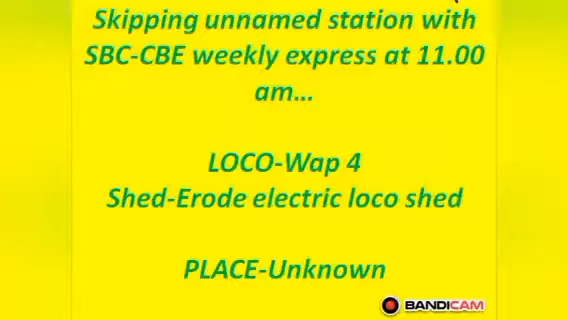 Skipping unnamed station with
SBC-CBE weekly express at 11.00
am...
LOCO-Wap 4
Shed-Erode electric loco shed
PLACE-Unknown
BANDICAM